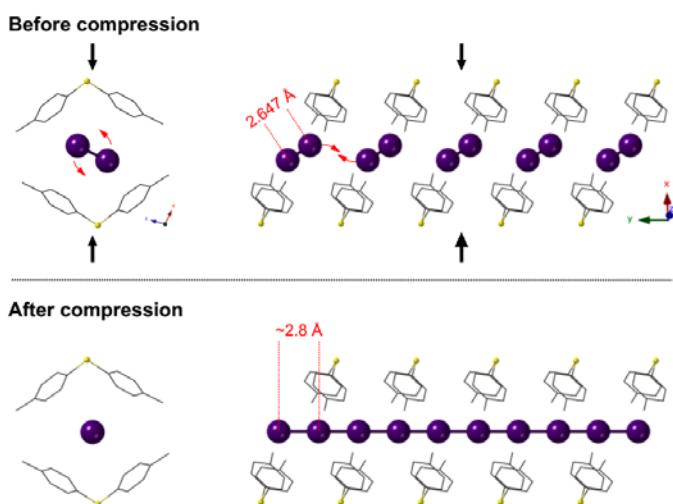 Before compression
2.647 Å
x
y
After compression
~2.8 Å